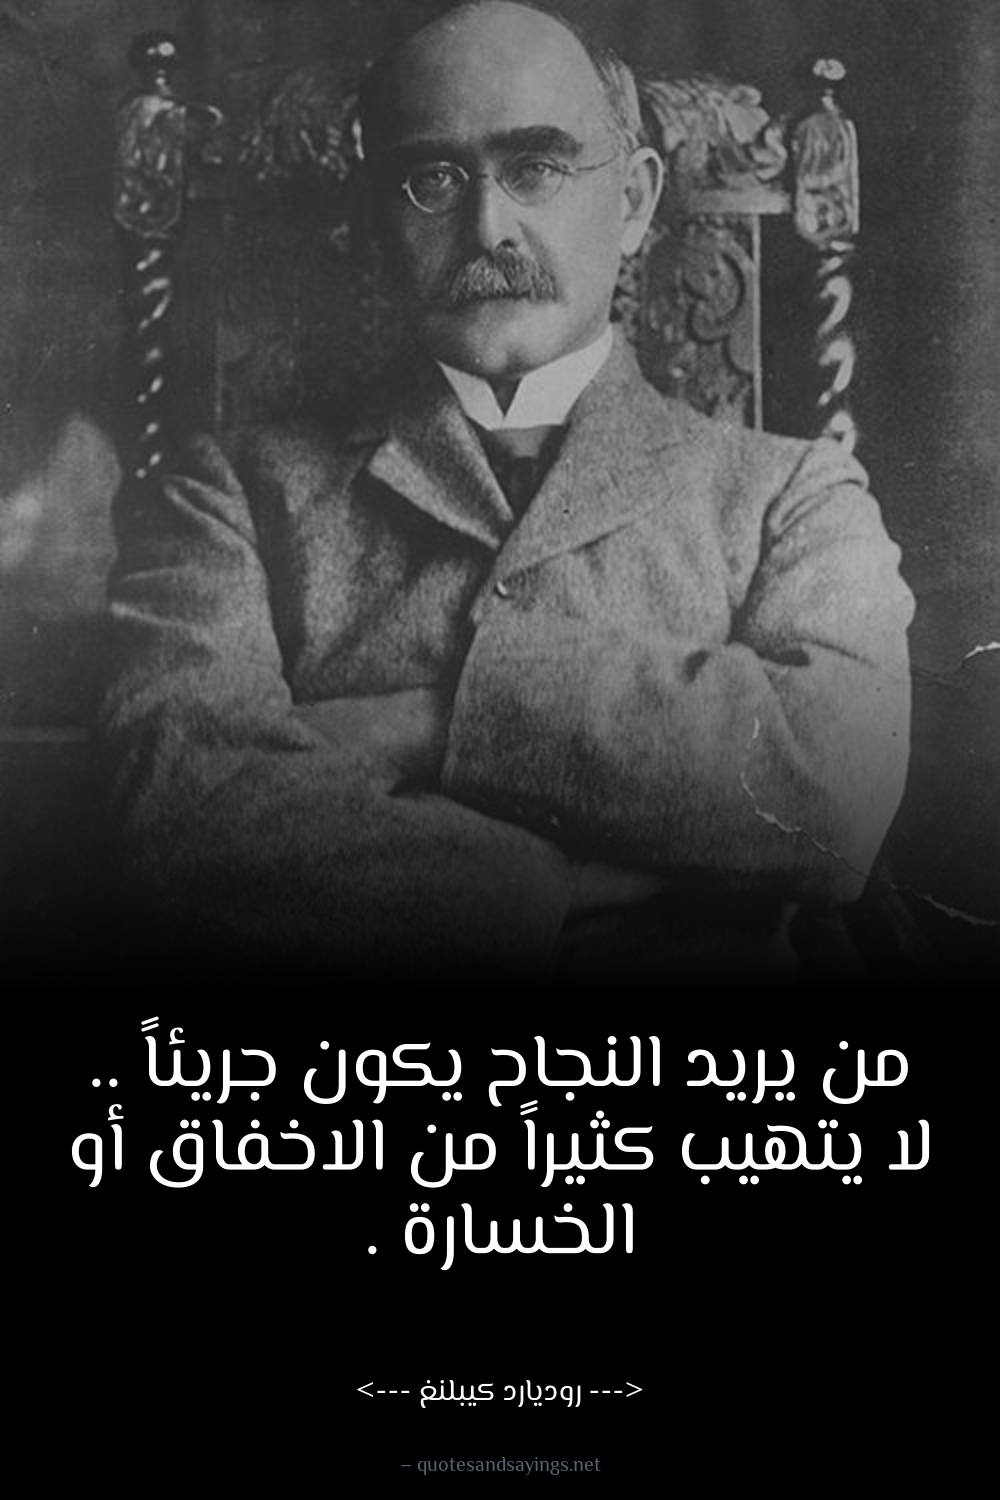 من يريد النجاح يكون جريئاً ..
لا يتهيب كثيراً من الاخفاق أو
الخسارة .
<--- روديارد كيبلنغ --->
– quotesandsayings.net